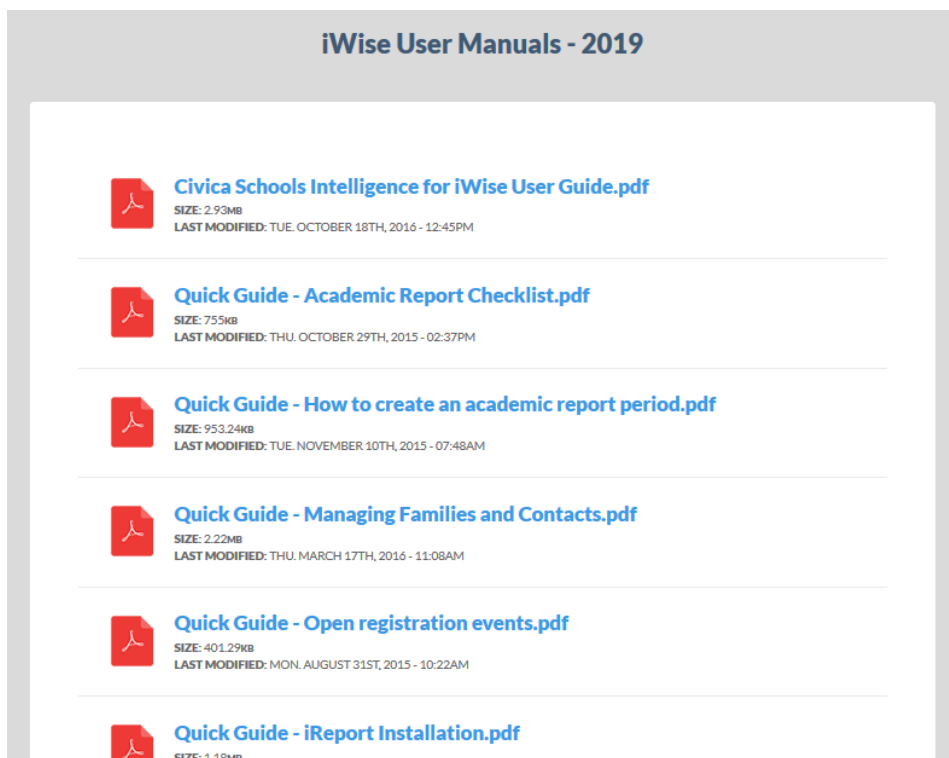 iWise User Manuals - 2019
Civica Schools Intelligence for iWise User Guide.pdf
SIZE: 2.93MB
LAST MODIFIED: TUE. OCTOBER 18TH, 2016 - 12:45PM
Quick Guide - Academic Report Checklist.pdf
SIZE: 755KB
LAST MODIFIED: THU. OCTOBER 29TH, 2015 - 02:37PM
Quick Guide - How to create an academic report period.pdf
SIZE: 953.24KB
LAST MODIFIED: TUE. NOVEMBER 10TH, 2015 - 07:48AM
Quick Guide - Managing Families and Contacts.pdf
SIZE: 2.22MB
LAST MODIFIED: THU. MARCH 17TH, 2016 - 11:08AM
Quick Guide - Open registration events.pdf
SIZE: 401.29KB
LAST MODIFIED: MON. AUGUST 31ST, 2015 - 10:22AM
Quick Guide - iReport Installation.pdf
SIZE: 1.18MB